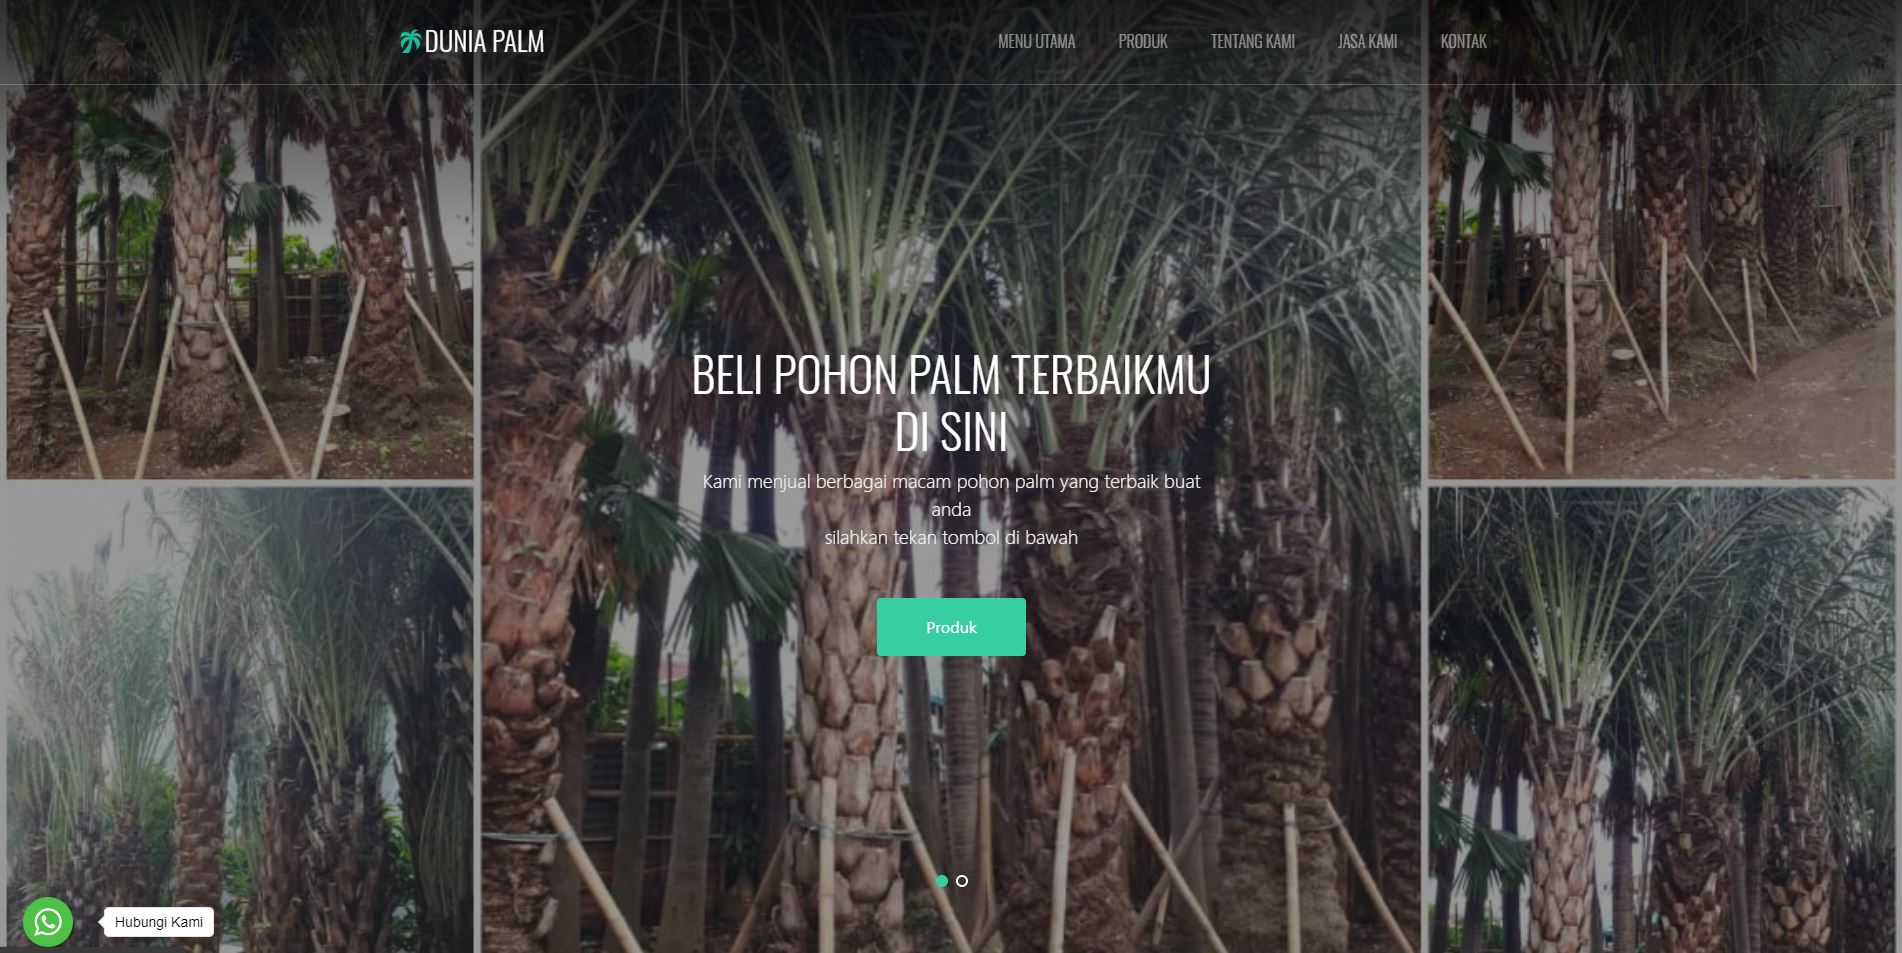 DUNIA PALM
MENU UTAMA
PRODUK
TENTANG KAMI
JASA KAMI
KONTAK
BELI POHON PALM TERBAIKMU
DI SINI
Kami menjual berbagai macam pohon palm yang terbaik buat
anda
silahkan tekan tombol di bawah
Produk
Hubungi Kami